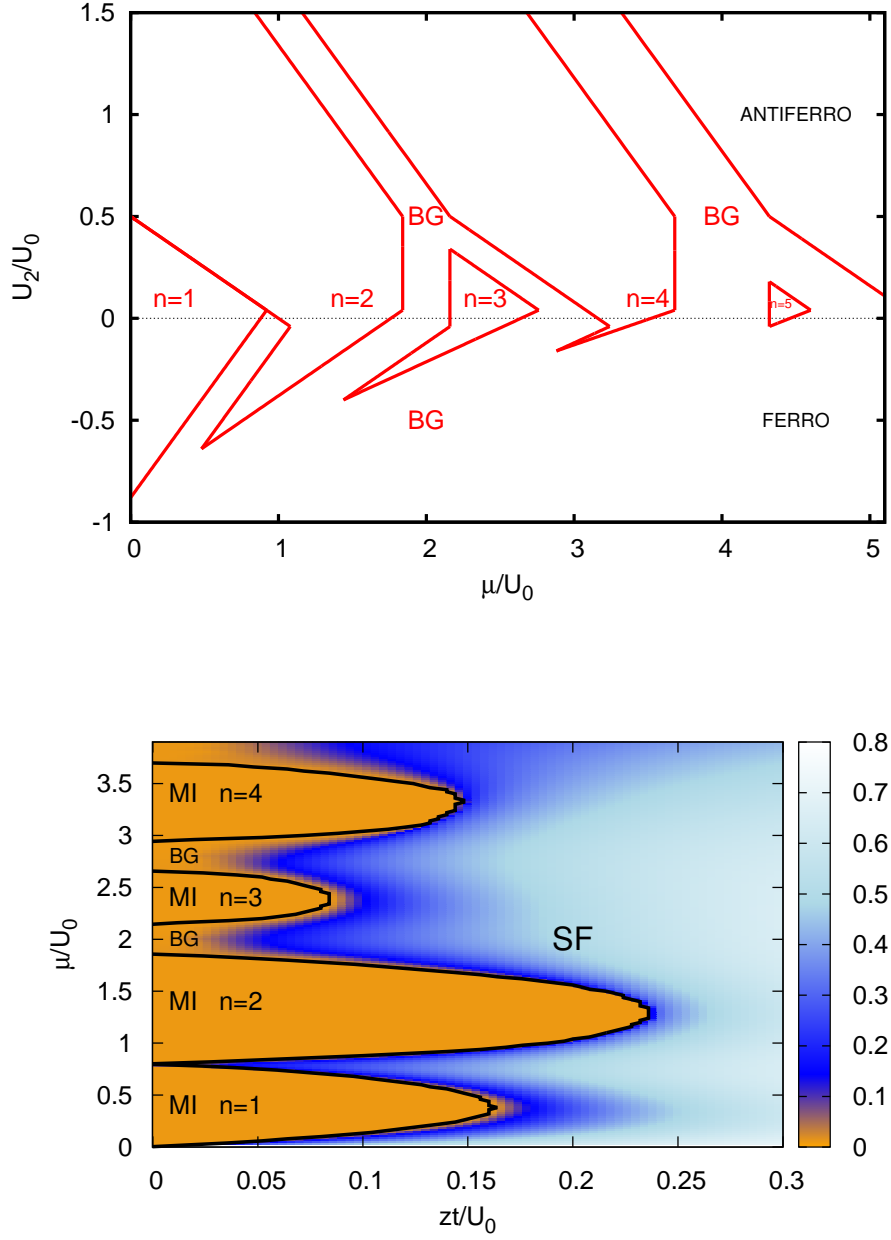 1.5
1
0.5
0
-0.5
-1
U2/U0
ANTIFERRO
BG
BG
n=1
n=2
n=3
n=4
n=5
BG
FERRO
0
1
2
3
4
5
μ/U0
3.5
3
2.5
2
1.5
1
0.5
0
μ/U0
MI n=4
BG
MI n=3
BG
SF
MI n=2
MI n=1
0
0.05
0.1
0.15
0.2
0.25
0.3
zt/U0
0.8
0.7
0.6
0.5
0.4
0.3
0.2
0.1
0